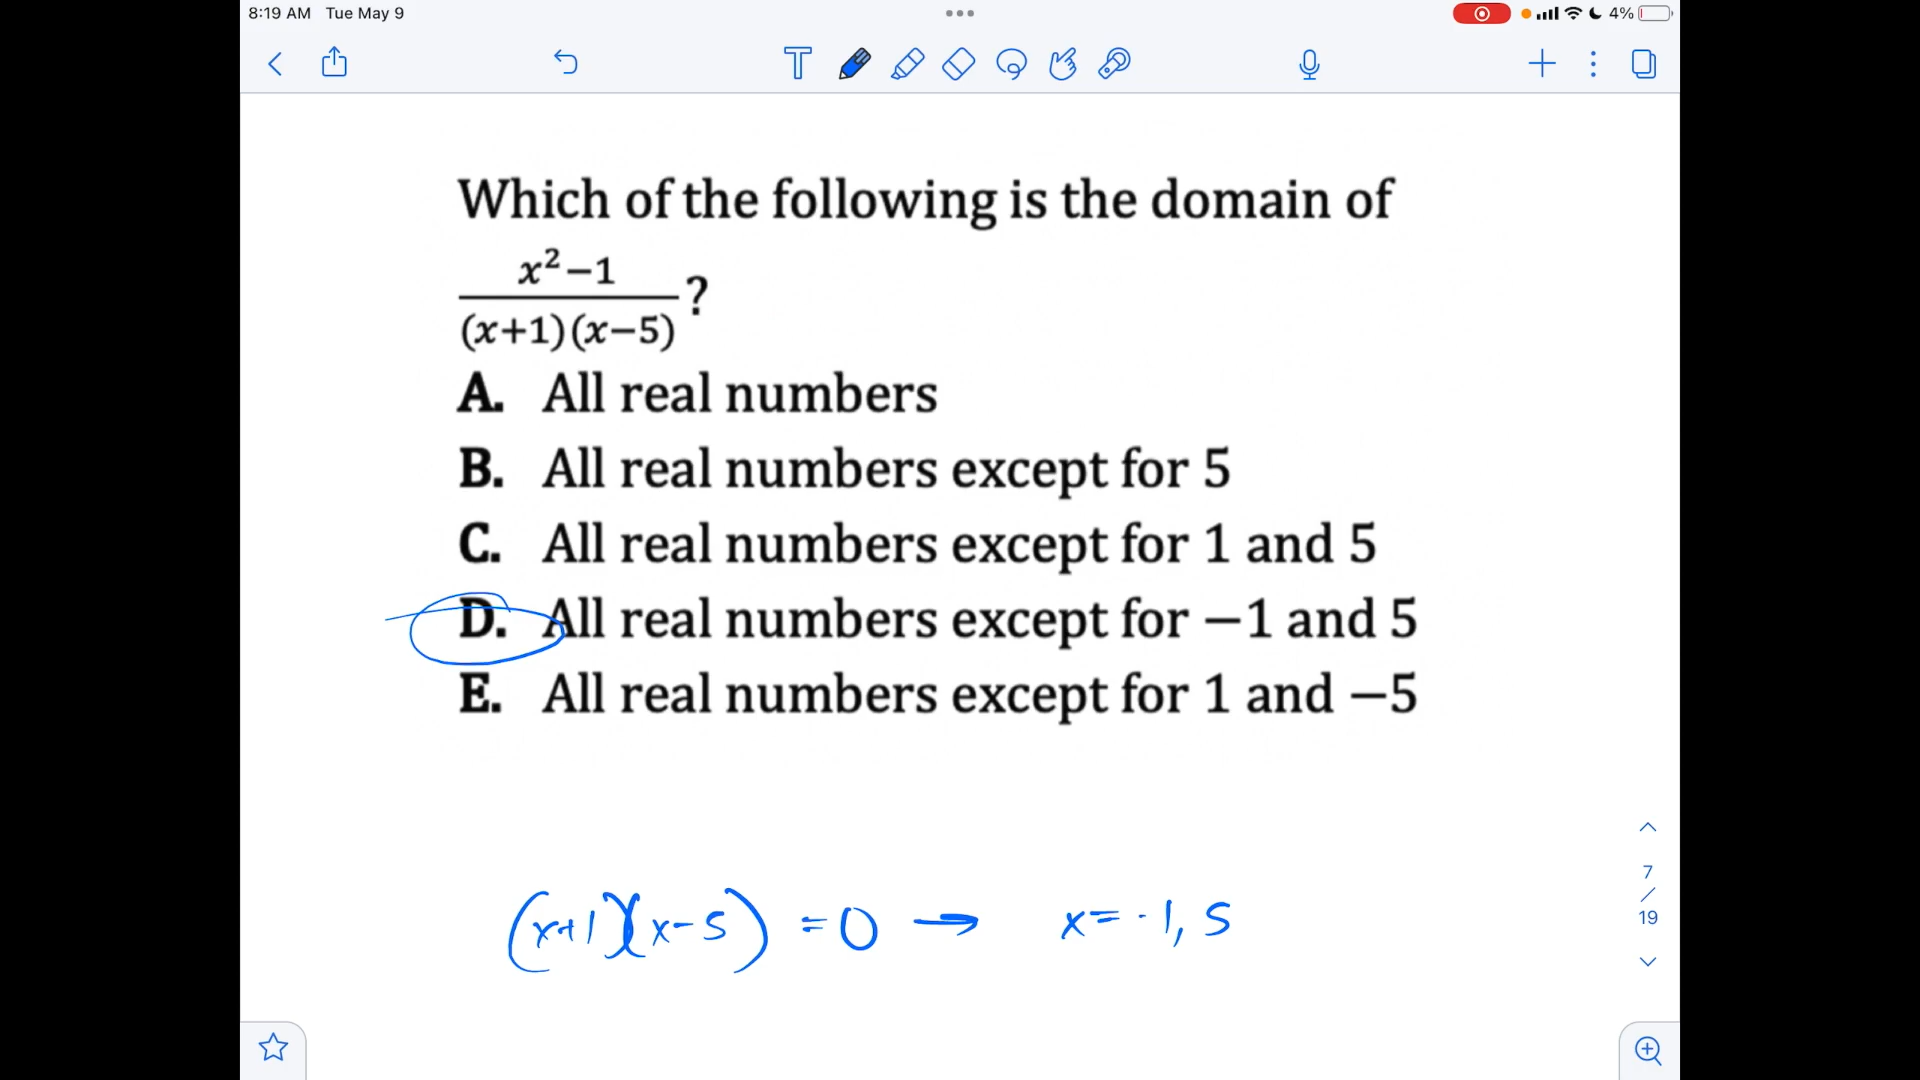 8:19 AM Tue May 9
4%
Which of the following is the domain of
x²−1
(x+1)(x−5)
?
A. All real numbers
B. All real numbers except for 5
C. All real numbers except for 1 and 5
D. All real numbers except for −1 and 5
E. All real numbers except for 1 and −5
7
/
19
(x+1)(x-5) = 0 → x = -1, 5